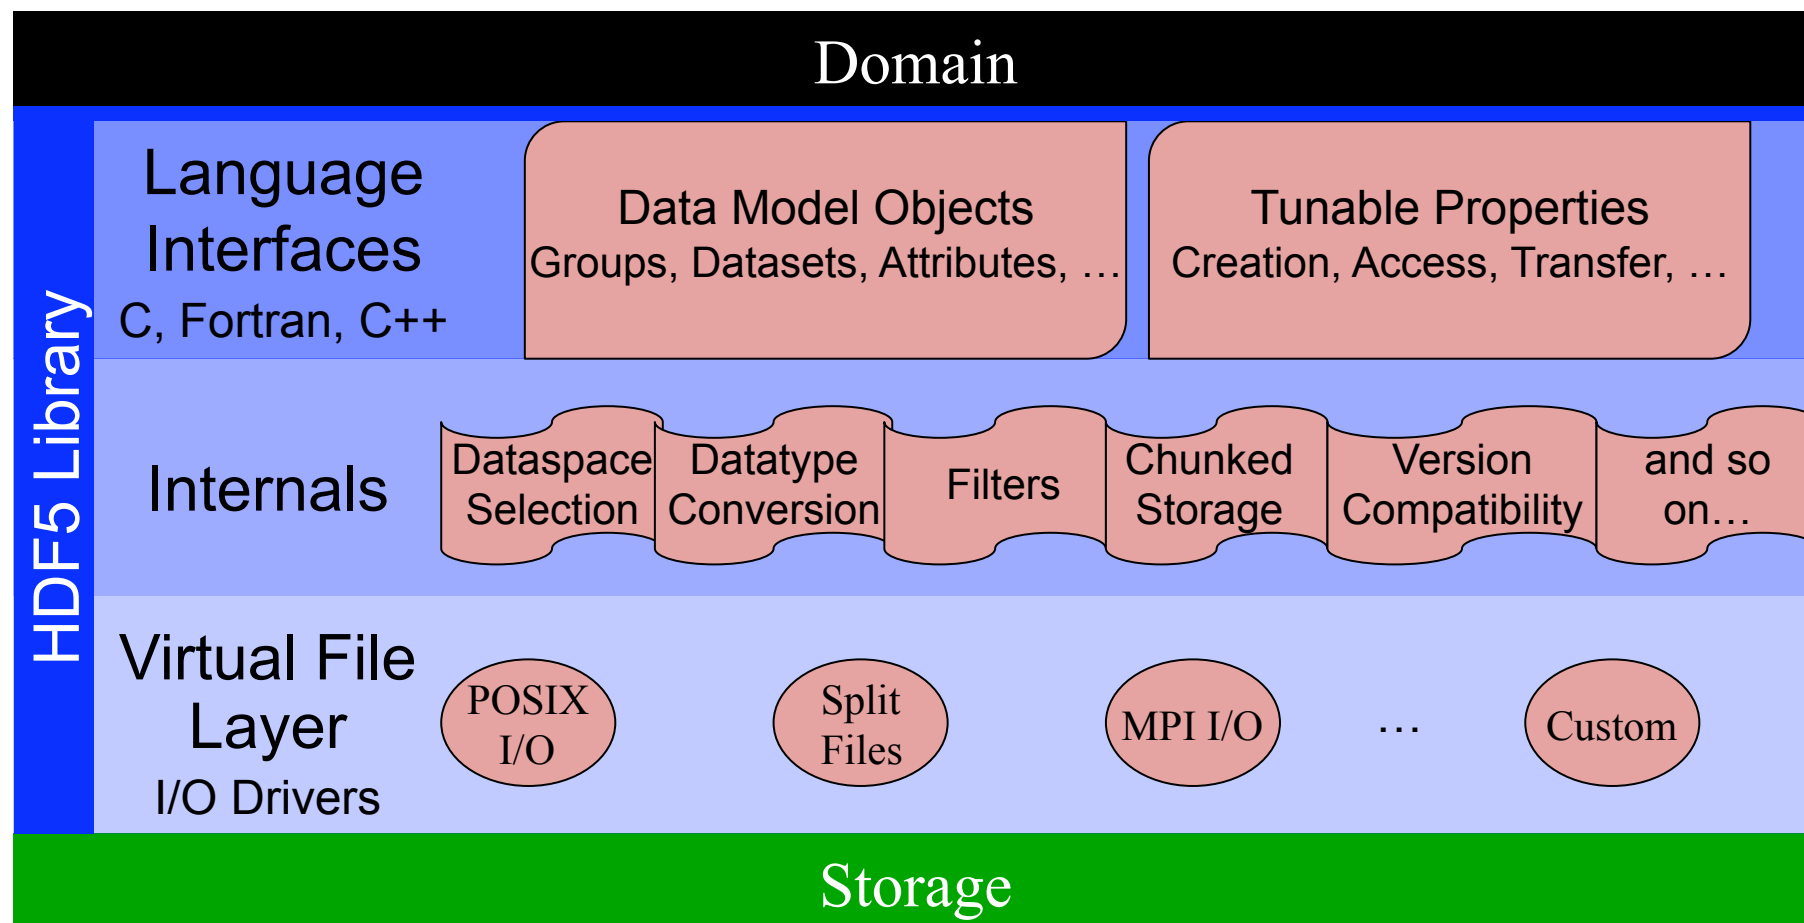 Domain
HDF5 Library
Language
Interfaces
C, Fortran, C++
Data Model Objects
Groups, Datasets, Attributes, …
Tunable Properties
Creation, Access, Transfer, …
Internals
Dataspace
Selection
Datatype
Conversion
Filters
Chunked
Storage
Version
Compatibility
and so
on…
Virtual File
Layer
I/O Drivers
POSIX
I/O
Split
Files
MPI I/O
…
Custom
Storage